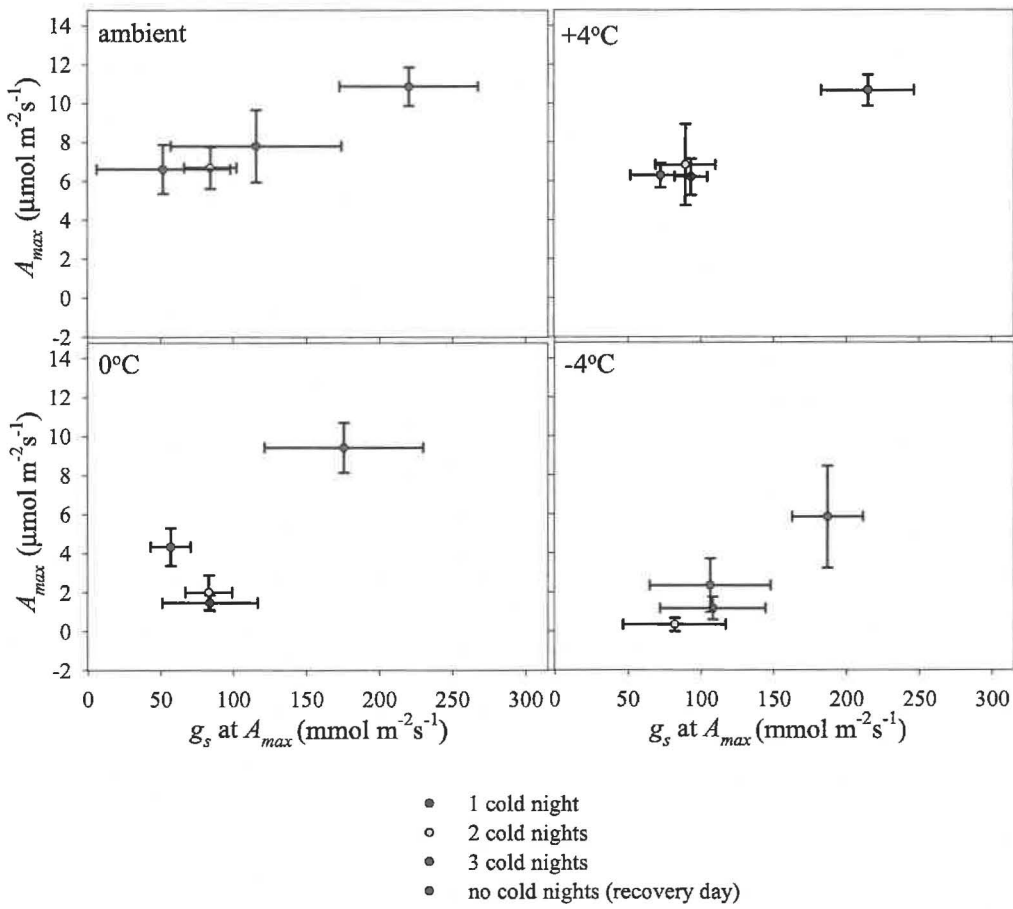 14
12
10
8
6
4
2
0
-2
A_max (μmol m⁻²s⁻¹)
ambient
+4°C
14
12
10
8
6
4
2
0
-2
A_max (μmol m⁻²s⁻¹)
0°C
-4°C
0 50 100 150 200 250 300
50 100 150 200 250 300
g_s at A_max (mmol m⁻²s⁻¹)
g_s at A_max (mmol m⁻²s⁻¹)
1 cold night
2 cold nights
3 cold nights
no cold nights (recovery day)